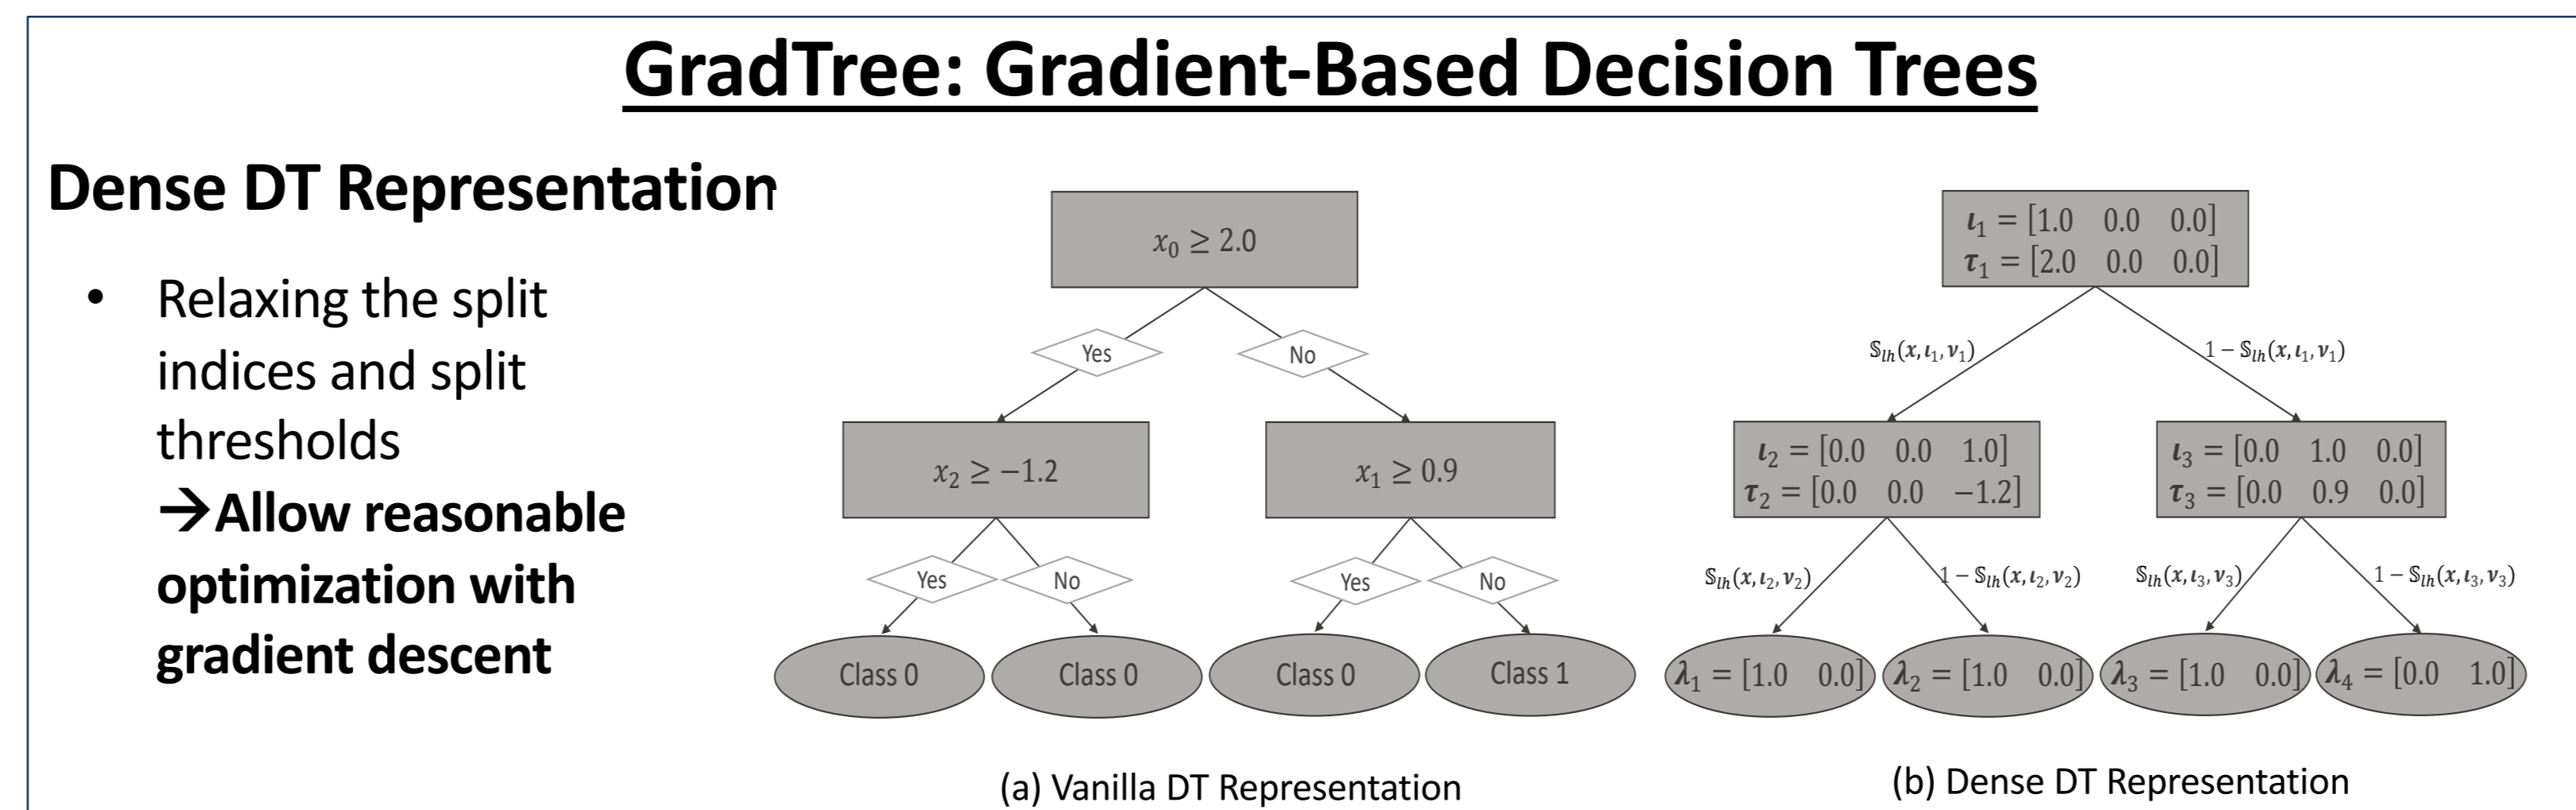 GradTree: Gradient-Based Decision Trees
Dense DT Representation
• Relaxing the split
indices and split
thresholds
→Allow reasonable
optimization with
gradient descent
x₀ ≥ 2.0
Yes
No
x₂ ≥ −1.2
x₁ ≥ 0.9
Yes
No
Yes
No
Class 0
Class 0
Class 0
Class 1
(a) Vanilla DT Representation
𝜾₁ = [1.0 0.0 0.0]
𝝉₁ = [2.0 0.0 0.0]
𝕊ₗₕ(𝒙, 𝜾₁, 𝝂₁)
1 − 𝕊ₗₕ(𝒙, 𝜾₁, 𝝂₁)
𝜾₂ = [0.0 0.0 1.0]
𝝉₂ = [0.0 0.0 −1.2]
𝜾₃ = [0.0 1.0 0.0]
𝝉₃ = [0.0 0.9 0.0]
𝕊ₗₕ(𝒙, 𝜾₂, 𝝂₂)
1 − 𝕊ₗₕ(𝒙, 𝜾₂, 𝝂₂)
𝕊ₗₕ(𝒙, 𝜾₃, 𝝂₃)
1 − 𝕊ₗₕ(𝒙, 𝜾₃, 𝝂₃)
𝝀₁ = [1.0 0.0]
𝝀₂ = [1.0 0.0]
𝝀₃ = [1.0 0.0]
𝝀₄ = [0.0 1.0]
(b) Dense DT Representation